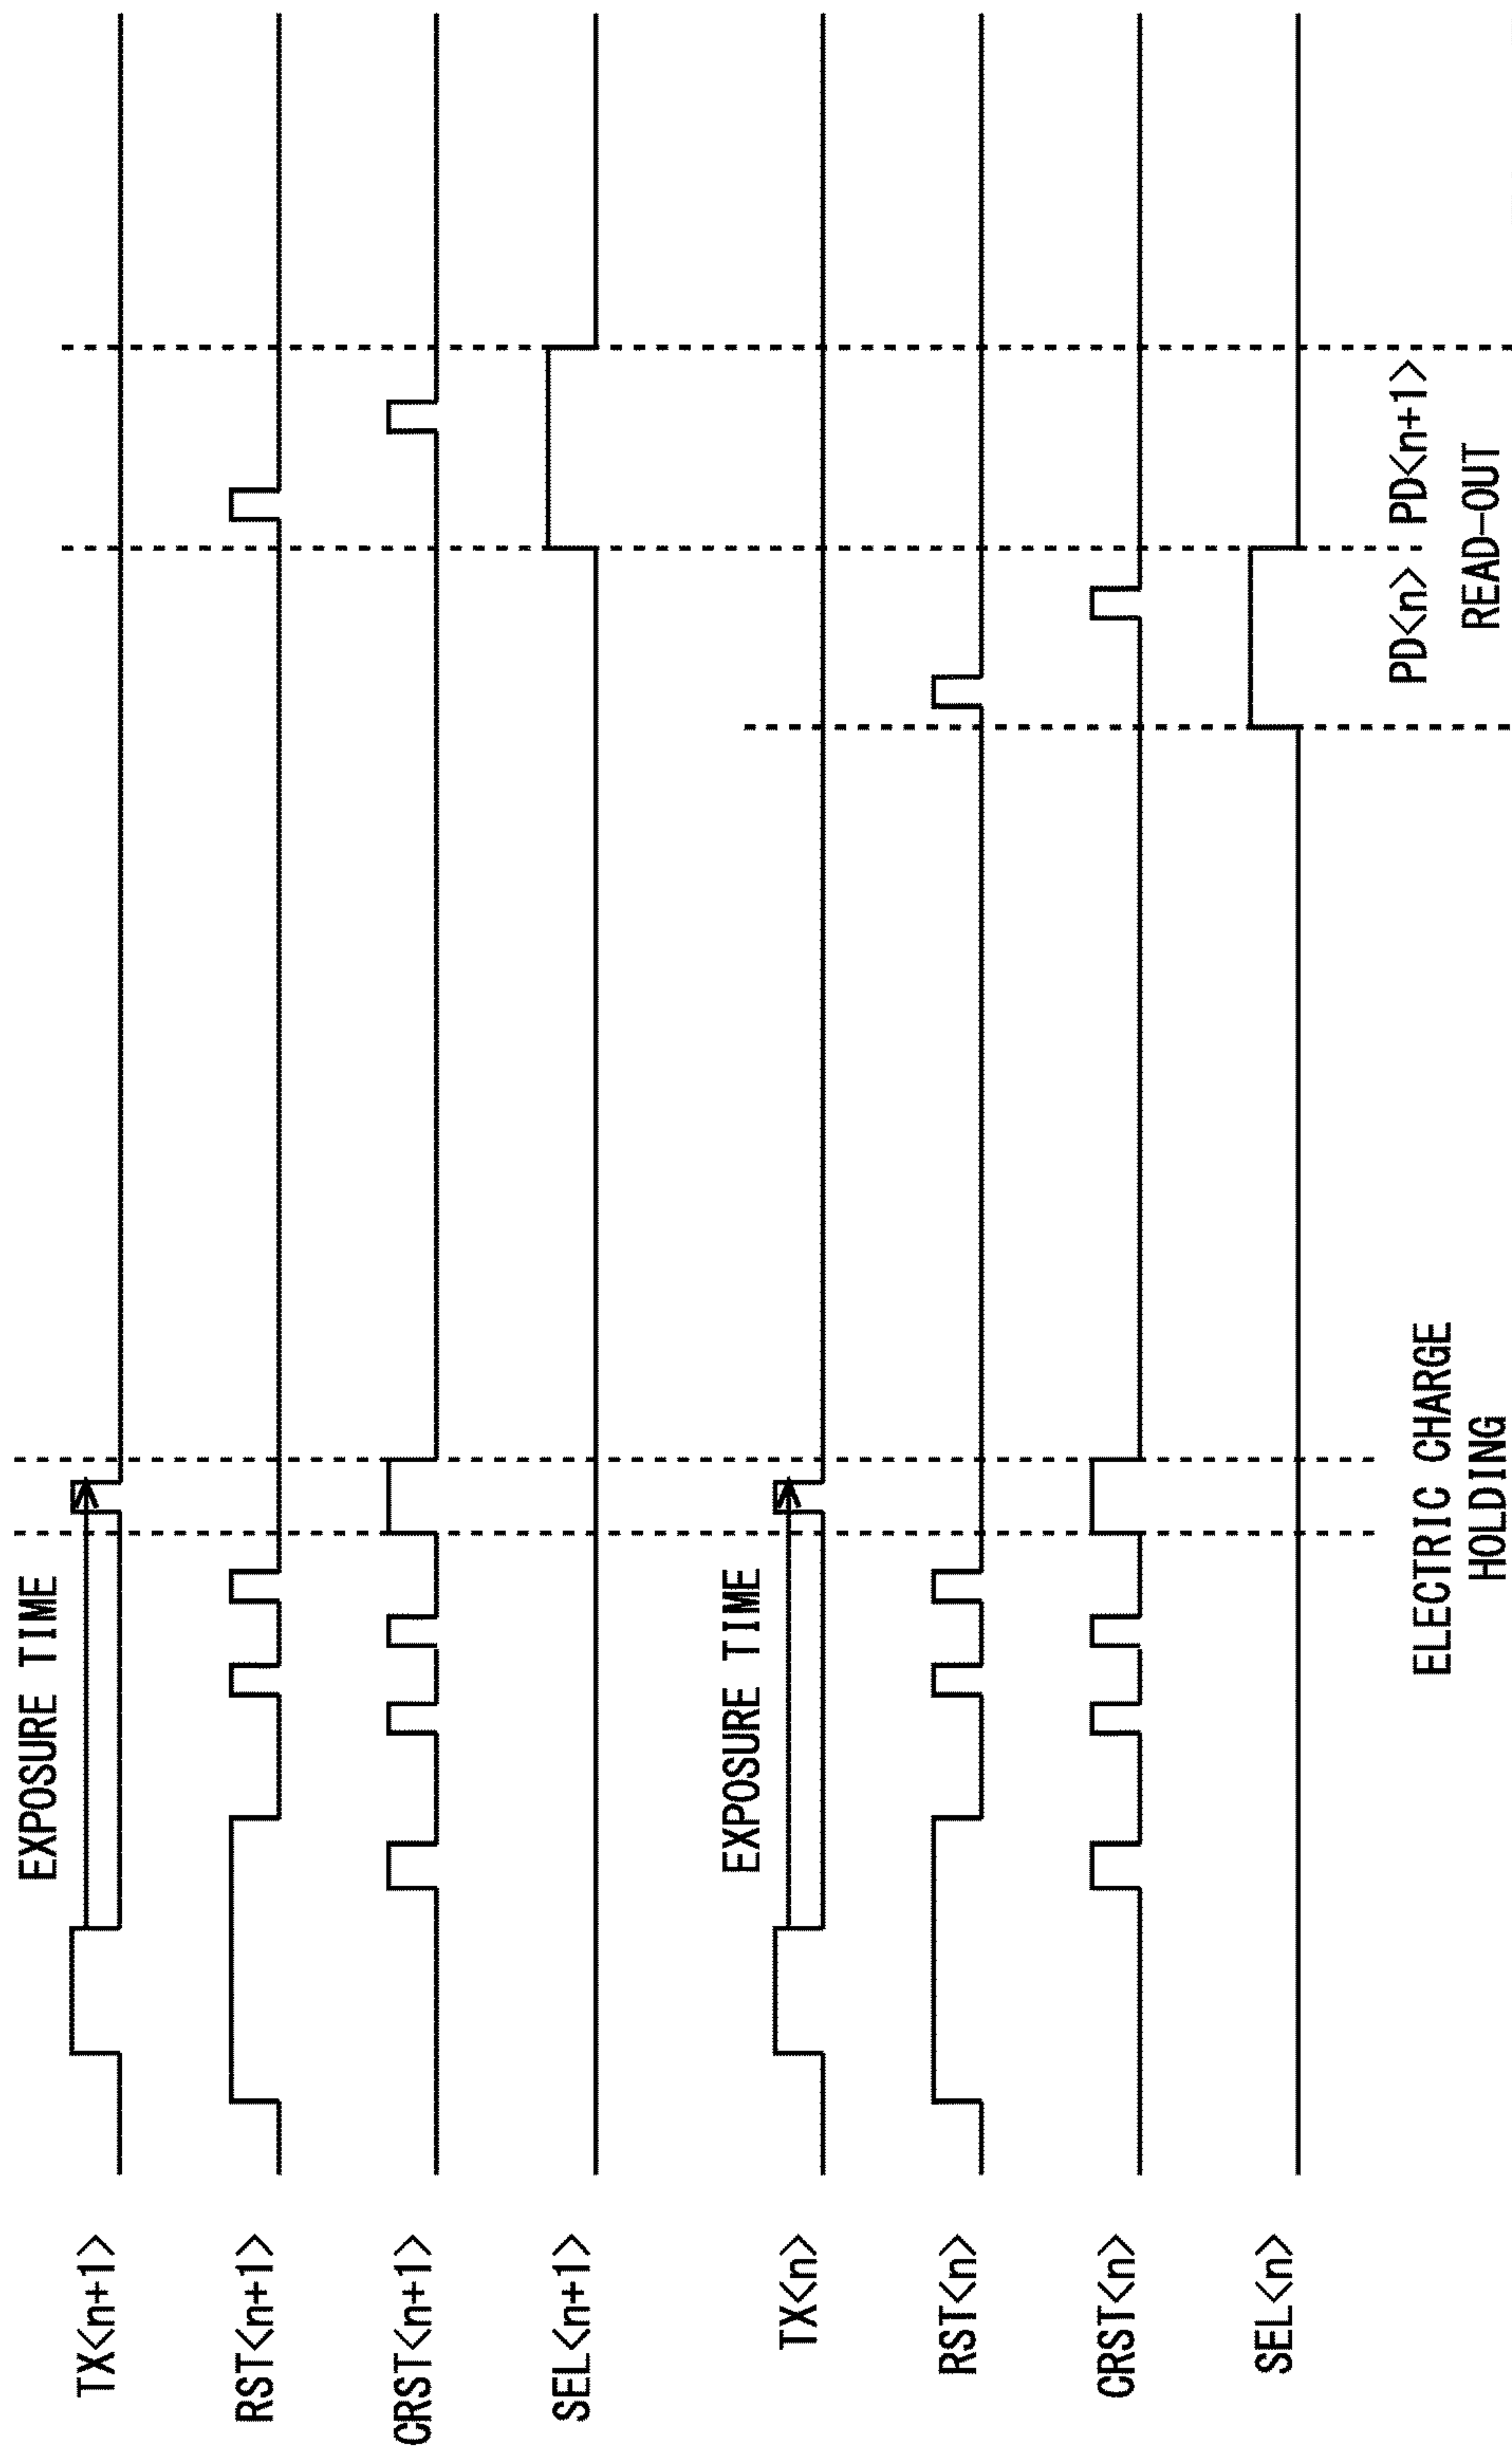 EXPOSURE TIME
TX<n+1>
RST<n+1>
CRST<n+1>
SEL<n+1>
EXPOSURE TIME
TX<n>
RST<n>
CRST<n>
SEL<n>
PD<n> PD<n+1>
ELECTRIC CHARGE
HOLDING
READ-OUT